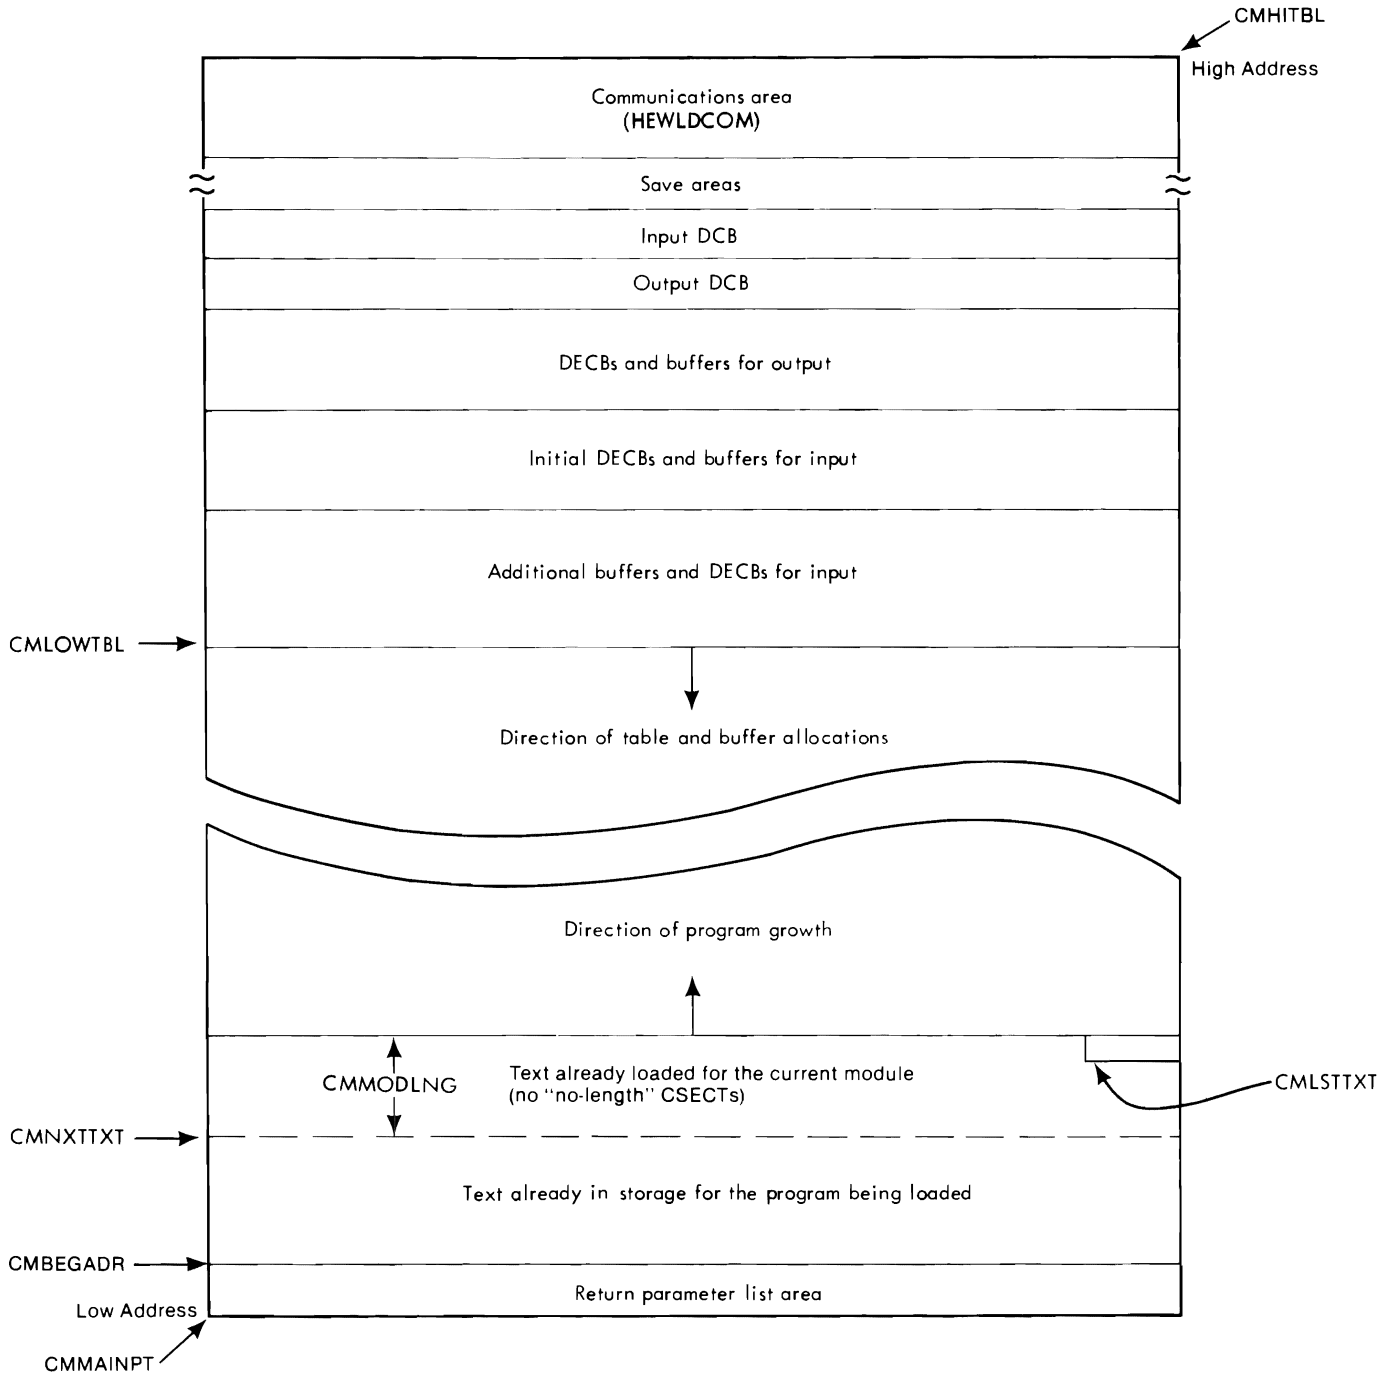 CMHITBL
High Address
Communications area
(HEWLDCOM)
Save areas
Input DCB
Output DCB
DECBs and buffers for output
Initial DECBs and buffers for input
Additional buffers and DECBs for input
CMLOWTBL
Direction of table and buffer allocations
Direction of program growth
CMMODLNG
Text already loaded for the current module
(no "no-length" CSECTs)
CMLSTTXT
CMNXTTXT
Text already in storage for the program being loaded
CMBEGADR
Return parameter list area
Low Address
CMMAINPT